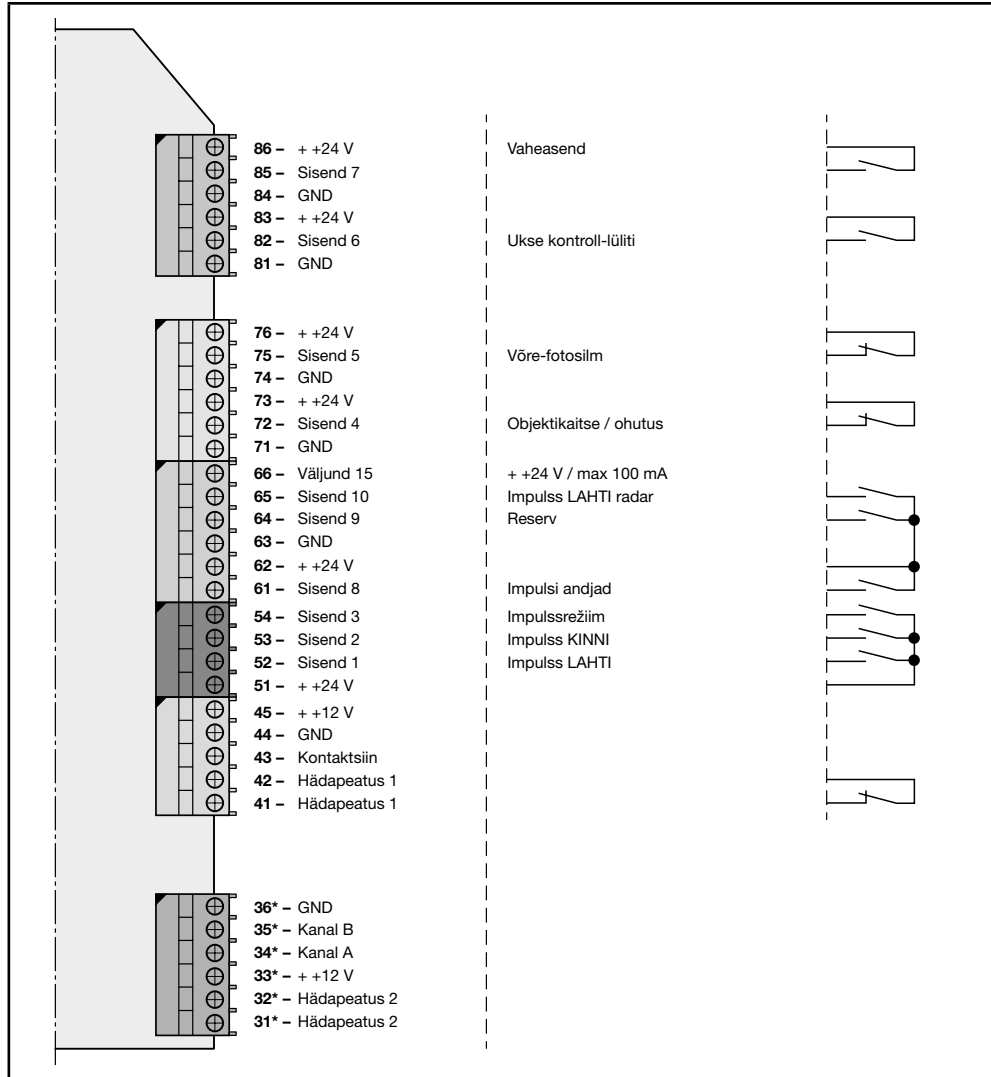 86 – + +24 V Vaheasend
85 – Sisend 7
84 – GND
83 – + +24 V
82 – Sisend 6 Ukse kontroll-lüliti
81 – GND
76 – + +24 V
75 – Sisend 5 Võre-fotosilm
74 – GND
73 – + +24 V
72 – Sisend 4 Objektikaitse / ohutus
71 – GND
66 – Väljund 15 + +24 V / max 100 mA
65 – Sisend 10 Impulss LAHTI radar
64 – Sisend 9 Reserv
63 – GND
62 – + +24 V
61 – Sisend 8 Impulsi andjad
54 – Sisend 3 Impulssrežiim
53 – Sisend 2 Impulss KINNI
52 – Sisend 1 Impulss LAHTI
51 – + +24 V
45 – + +12 V
44 – GND
43 – Kontaktsiin
42 – Hädapeatus 1
41 – Hädapeatus 1
36* – GND
35* – Kanal B
34* – Kanal A
33* – + +12 V
32* – Hädapeatus 2
31* – Hädapeatus 2